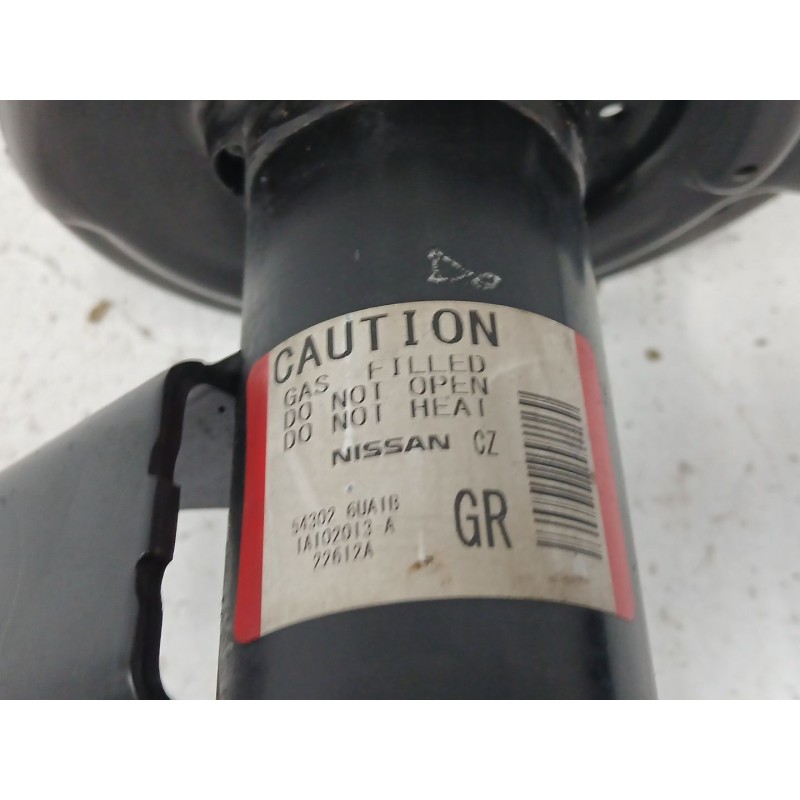 CAUTION
GAS FILLED
DO NOT OPEN
DO NOT HEAT
NISSAN CZ
54302 6UA1B
1A102013 A
22612A
GR